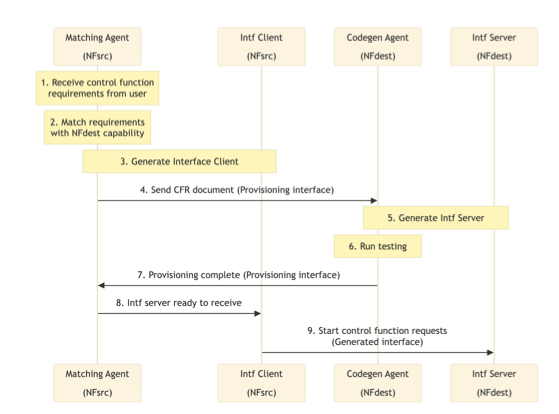 Matching Agent
(NFsrc)
Intf Client
(NFsrc)
Codegen Agent
(NFdest)
Intf Server
(NFdest)
1. Receive control function
requirements from user
2. Match requirements
with NFdest capability
3. Generate Interface Client
4. Send CFR document (Provisioning interface)
5. Generate Intf Server
6. Run testing
7. Provisioning complete (Provisioning interface)
8. Intf server ready to receive
9. Start control function requests
(Generated interface)
Matching Agent
(NFsrc)
Intf Client
(NFsrc)
Codegen Agent
(NFdest)
Intf Server
(NFdest)